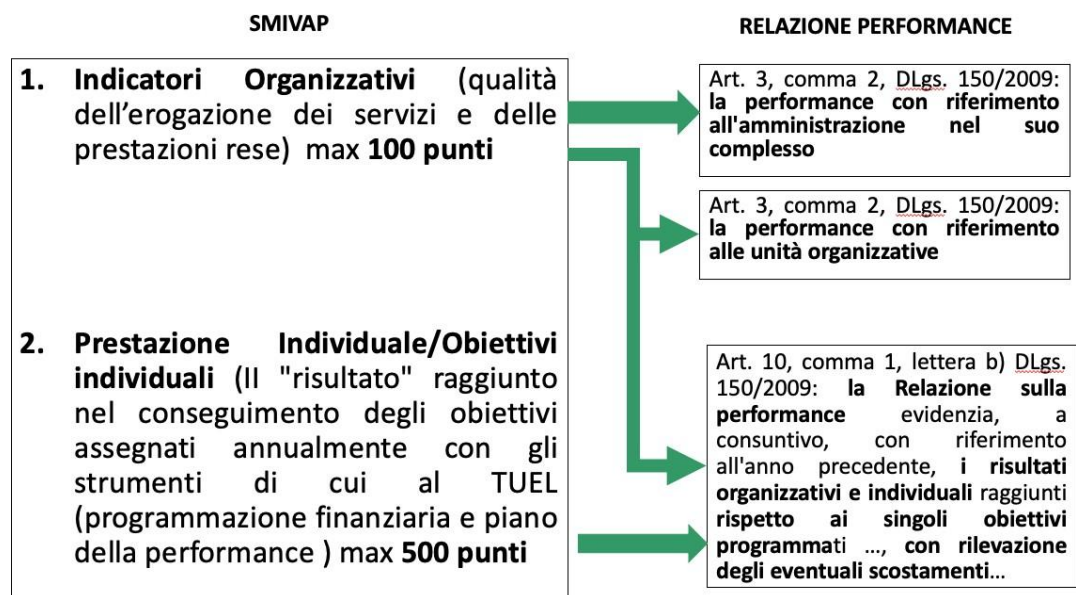 SMIVAP
1. Indicatori Organizzativi (qualità
dell'erogazione dei servizi e delle
prestazioni rese) max 100 punti
2. Prestazione Individuale/Obiettivi
individuali (II "risultato" raggiunto
nel conseguimento degli obiettivi
assegnati annualmente con gli
strumenti di cui al TUEL
(programmazione finanziaria e piano
della performance ) max 500 punti
RELAZIONE PERFORMANCE
Art. 3, comma 2, DLgs. 150/2009:
la performance con riferimento
all'amministrazione nel suo
complesso
Art. 3, comma 2, DLgs. 150/2009:
la performance con riferimento
alle unità organizzative
Art. 10, comma 1, lettera b) DLgs.
150/2009: la Relazione sulla
performance evidenzia, a
consuntivo, con riferimento
all'anno precedente, i risultati
organizzativi e individuali raggiunti
rispetto ai singoli obiettivi
programmati ..., con rilevazione
degli eventuali scostamenti...